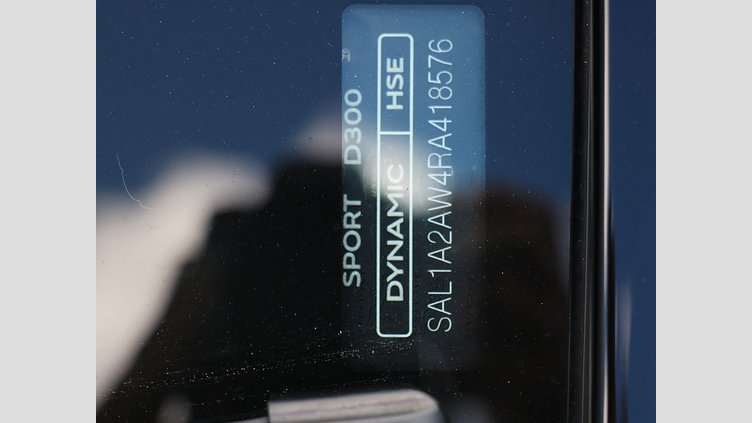 SPORT D300
DYNAMIC HSE
SAL1A2AW4RA418576